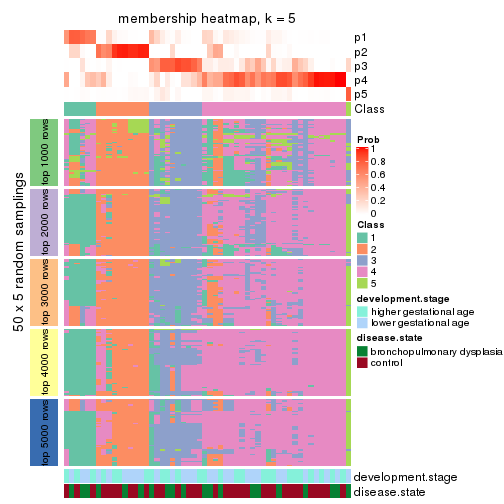 membership heatmap, k = 5
p1
p2
p3
p4
p5
Class
50 x 5 random samplings
top 1000 rows
top 2000 rows
top 3000 rows
top 4000 rows
top 5000 rows
Prob
1
0.8
0.6
0.4
0.2
0
Class
1
2
3
4
5
development.stage
higher gestational age
lower gestational age
disease.state
bronchopulmonary dysplasia
control
development.stage
disease.state